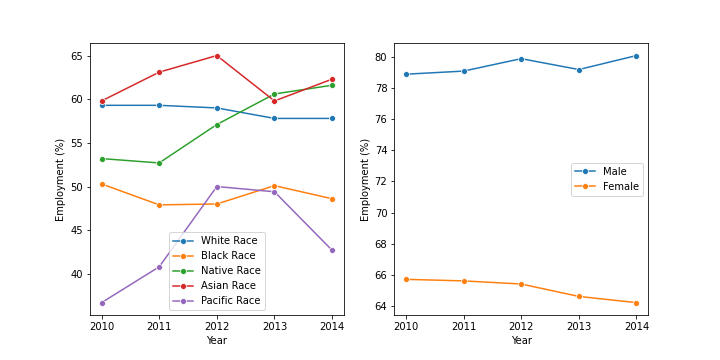 65
60
55
50
45
40
Employment (%)
White Race
Black Race
Native Race
Asian Race
Pacific Race
2010 2011 2012 2013 2014
Year
80
78
76
74
72
70
68
66
64
Employment (%)
Male
Female
2010 2011 2012 2013 2014
Year